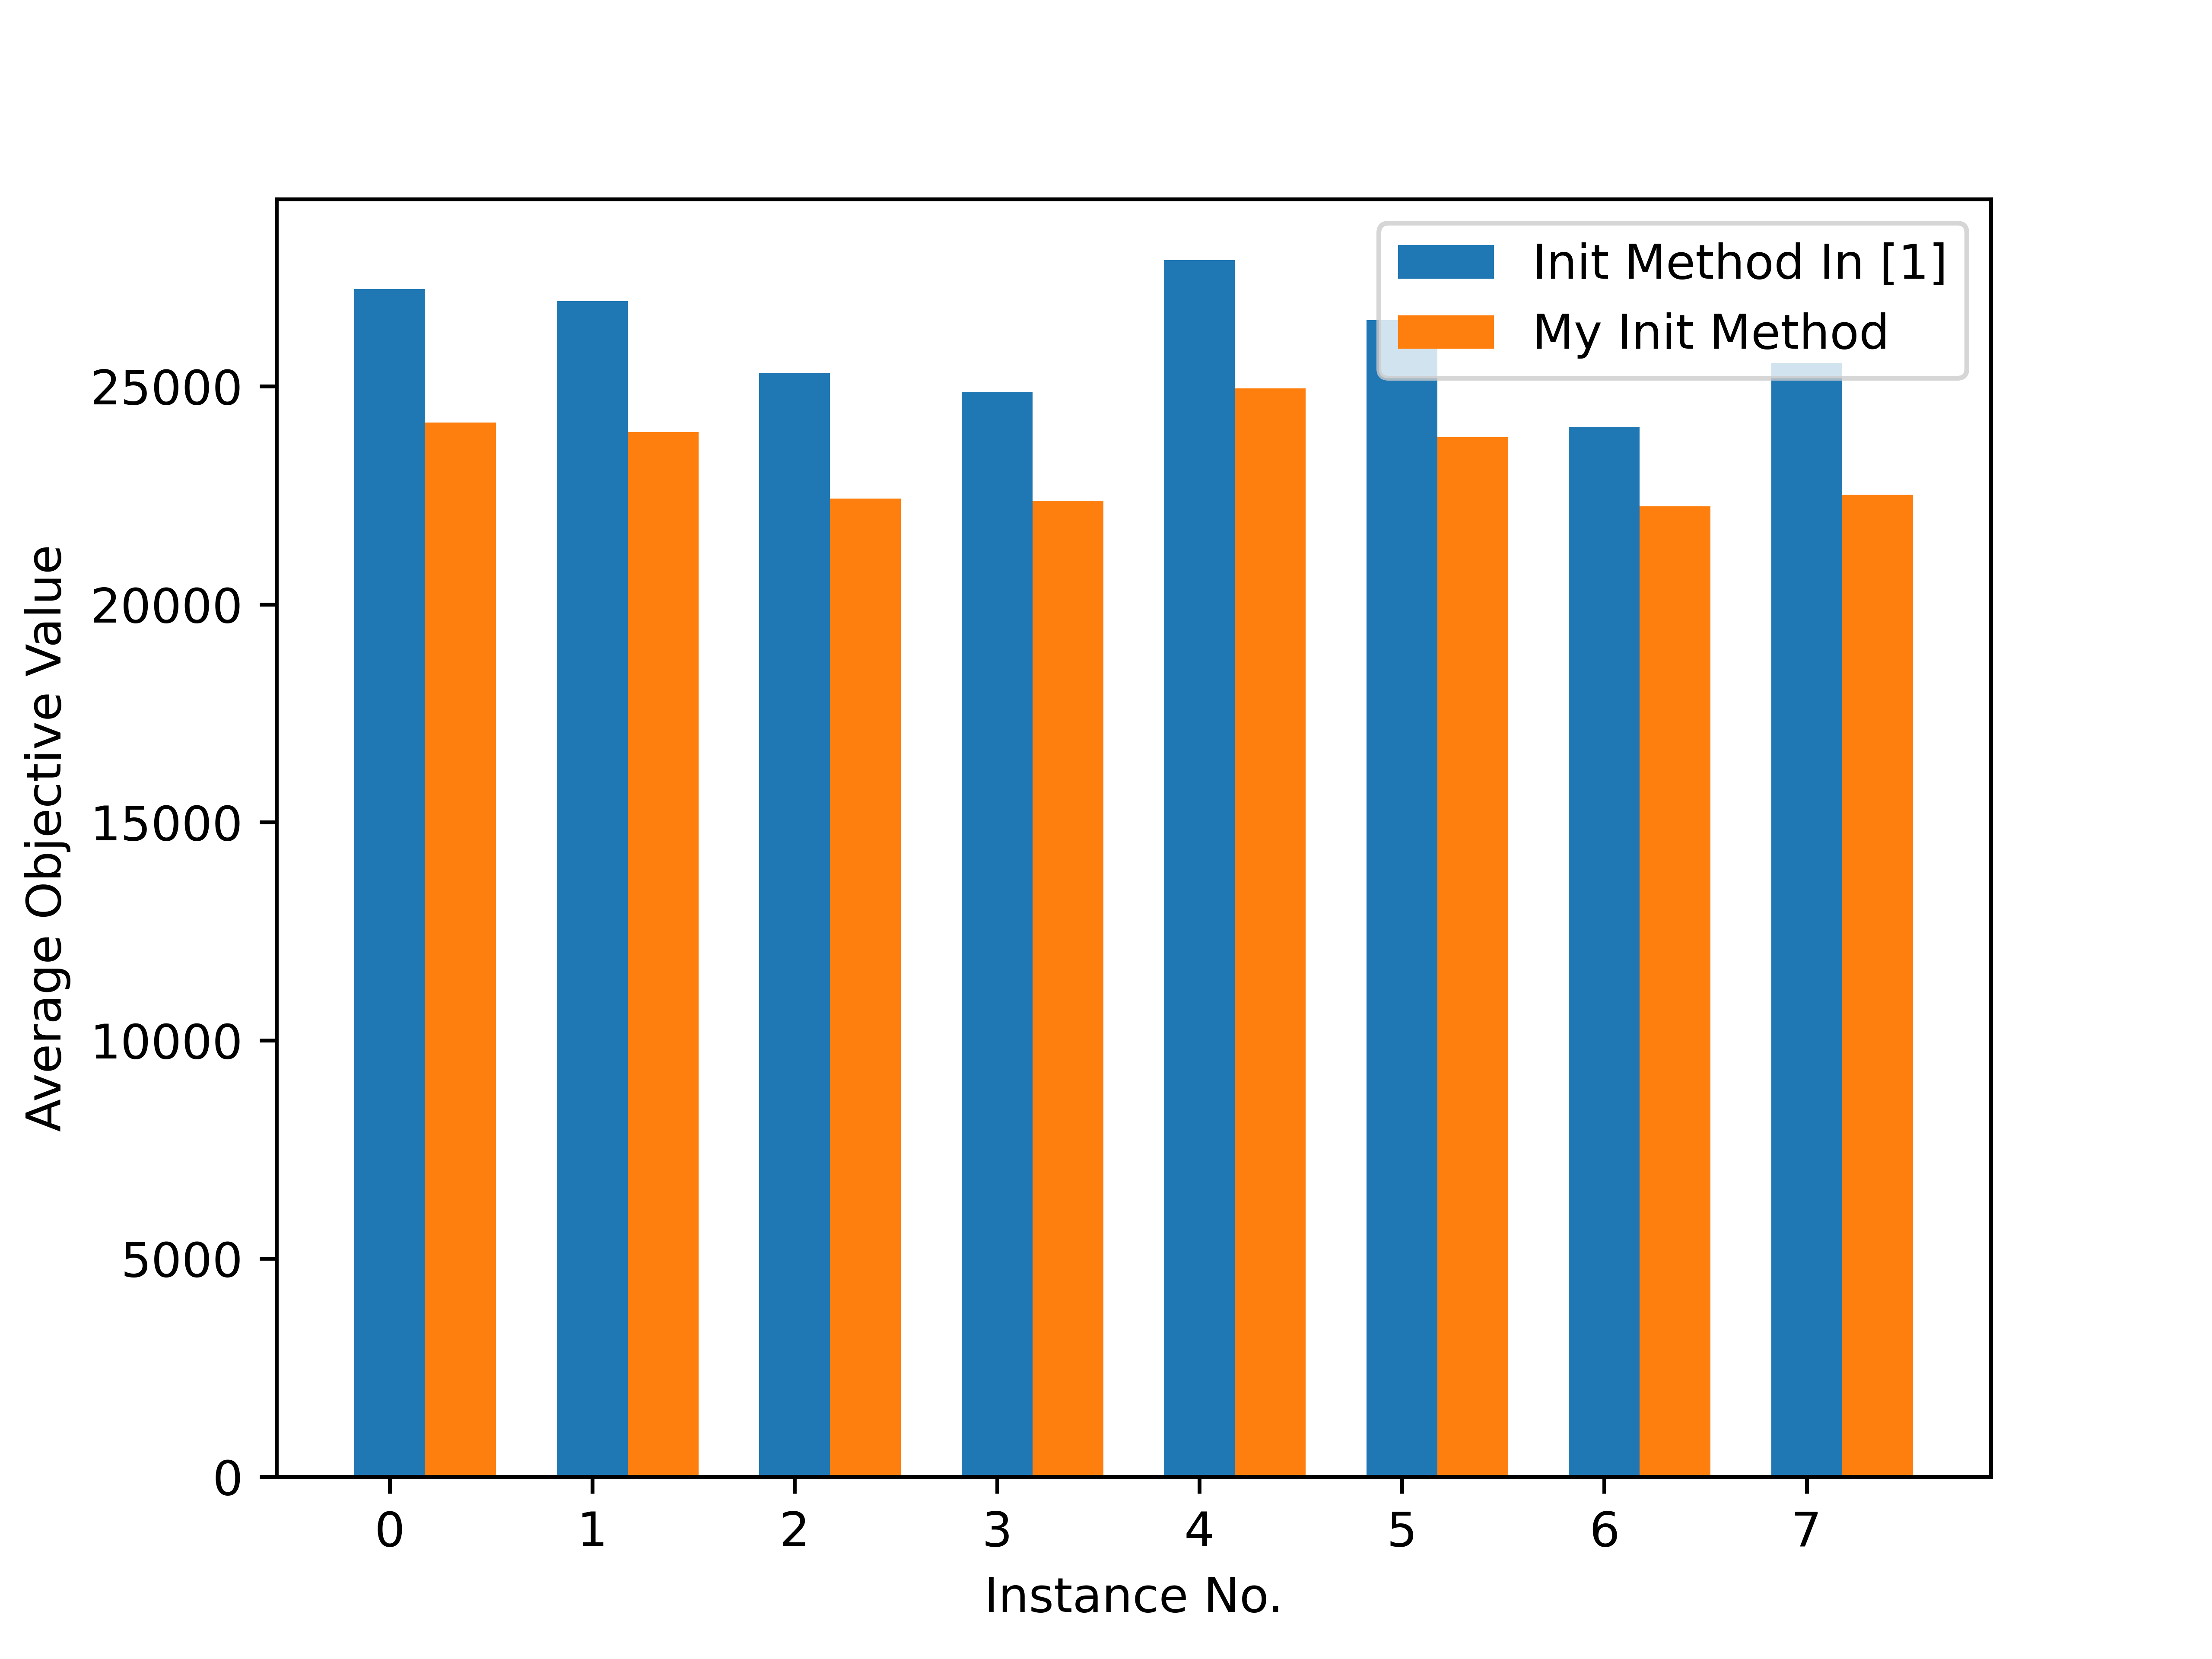 Init Method In [1]
My Init Method
25000
20000
15000
10000
5000
0
Average Objective Value
0 1 2 3 4 5 6 7
Instance No.